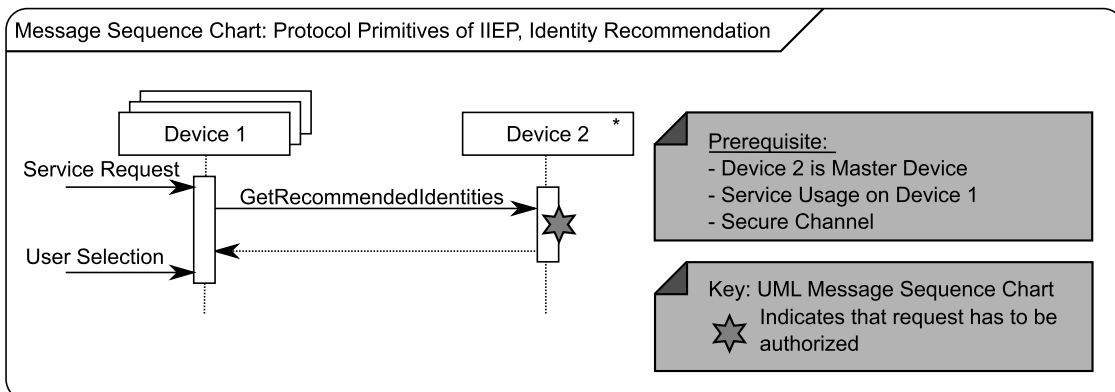 Message Sequence Chart: Protocol Primitives of IIEP, Identity Recommendation
Device 1
Device 2 *
Service Request
GetRecommendedIdentities
User Selection
Prerequisite:
- Device 2 is Master Device
- Service Usage on Device 1
- Secure Channel
Key: UML Message Sequence Chart
Indicates that request has to be
authorized